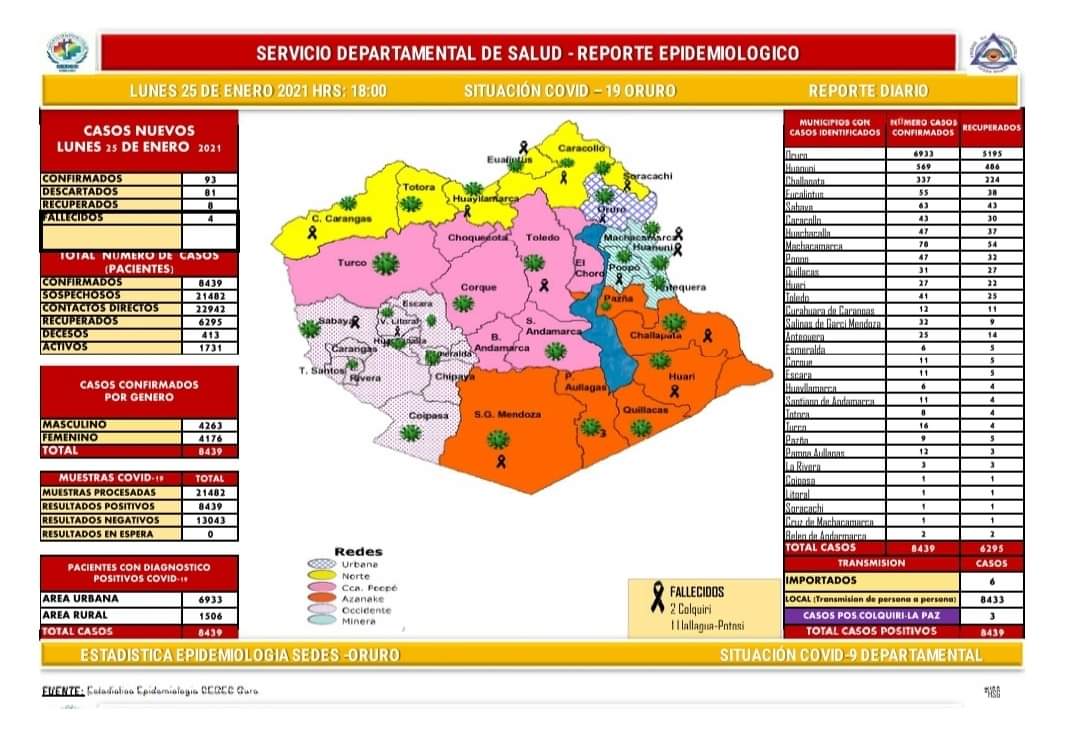 SERVICIO DEPARTAMENTAL DE SALUD - REPORTE EPIDEMIOLOGICO
LUNES 25 DE ENERO 2021 HRS: 18:00 SITUACIÓN COVID – 19 ORURO REPORTE DIARIO
CASOS NUEVOS
LUNES 25 DE ENERO 2021
CONFIRMADOS 93
DESCARTADOS 81
RECUPERADOS 8
FALLECIDOS 4
TOTAL NUMERO DE CASOS
(PACIENTES)
CONFIRMADOS 8439
SOSPECHOSOS 21482
CONTACTOS DIRECTOS 22942
RECUPERADOS 6295
DECESOS 413
ACTIVOS 1731
CASOS CONFIRMADOS
POR GENERO
MASCULINO 4263
FEMENINO 4176
TOTAL 8439
MUESTRAS COVID-19 TOTAL
MUESTRAS PROCESADAS 21482
RESULTADOS POSITIVOS 8439
RESULTADOS NEGATIVOS 13043
RESULTADOS EN ESPERA 0
PACIENTES CON DIAGNOSTICO
POSITIVOS COVID-19
AREA URBANA 6933
AREA RURAL 1506
TOTAL CASOS 8439
Caracollo
Eualiptus
Soracachi
Totora
Huayllamarca
C. Carangas
Oruro
Choquecota
Toledo
Machacamarca
Huanuni
Turco
El
Choro
Poopó
Antequera
Corque
Pazña
Escara
Sabaya
V. Litoral
S.
Andamarca
Challapata
Carangas
Esmeralda
B.
Andamarca
T. Santos
Rivera
Chipaya
P.
Aullagas
Huari
Coipasa
S.G. Mendoza
Quillacas
3
Redes
Urbana
Norte
Cca. Poopó
Azanake
Occidente
Minera
FALLECIDOS
2 Colquiri
1 Llallagua-Potosi
MUNICIPIOS CON
CASOS IDENTIFICADOS
NÚMERO CASOS
CONFIRMADOS
RECUPERADOS
Oruro 6933 5195
Huanuni 569 486
Challapata 337 224
Eucaliptus 55 38
Sabaya 63 43
Caracollo 43 30
Huachacalla 47 37
Machacamarca 78 54
Poopo 47 32
Quillacas 31 27
Huari 27 22
Toledo 41 25
Curahuara de Carangas 12 11
Salinas de Garci Mendoza 32 9
Antequera 25 14
Esmeralda 6 5
Corque 11 5
Escara 11 5
Huayllamarca 6 4
Santiago de Andamarca 11 4
Totora 8 4
Turco 16 4
Pazña 9 5
Pampa Aullagas 12 3
La Rivera 3 3
Coipasa 1 1
Litoral 1 1
Soracachi 1 1
Cruz de Machacamarca 1 1
Belen de Andarmarca 2 2
TOTAL CASOS 8439 6295
TRANSMISION CASOS
IMPORTADOS 6
LOCAL (Transmision de persona a persona) 8433
CASOS POS COLQUIRI-LA PAZ 3
TOTAL CASOS POSITIVOS 8439
ESTADISTICA EPIDEMIOLOGIA SEDES -ORURO SITUACIÓN COVID-9 DEPARTAMENTAL
FUENTE: Estadistica Epidemiologia SEDES Oruro